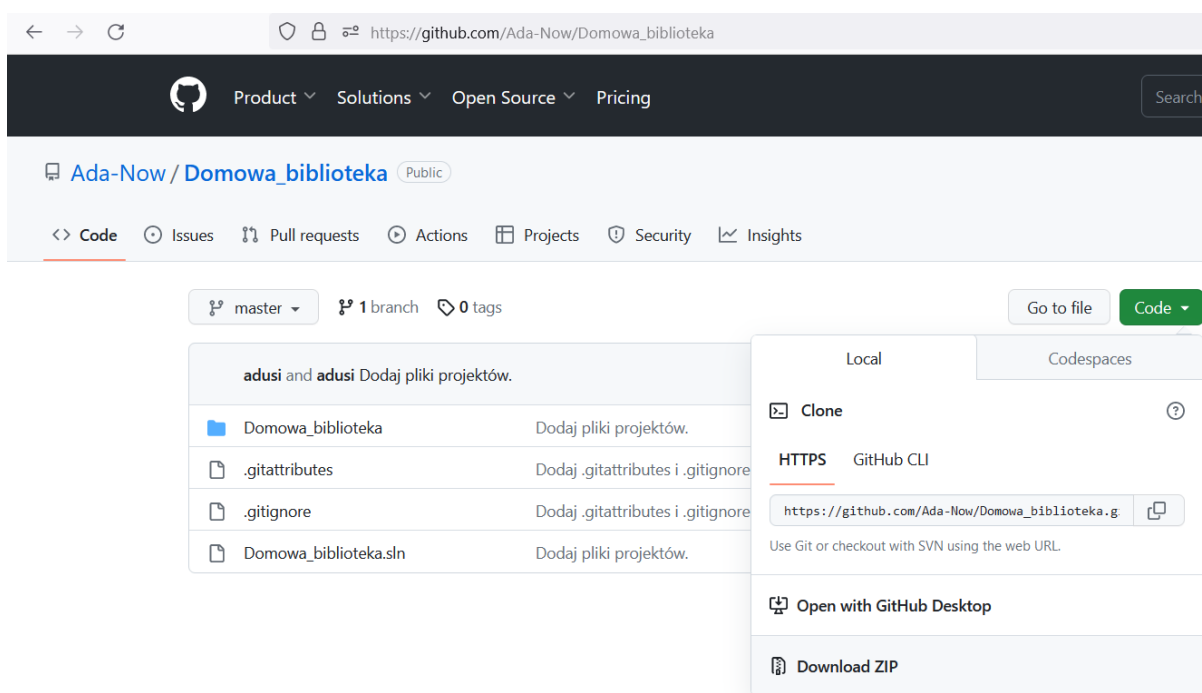 https://github.com/Ada-Now/Domowa_biblioteka
Product Solutions Open Source Pricing Search
Ada-Now / Domowa_biblioteka Public
Code Issues Pull requests Actions Projects Security Insights
master 1 branch 0 tags Go to file Code
Local Codespaces
adusi and adusi Dodaj pliki projektów.
Clone
Domowa_biblioteka Dodaj pliki projektów.
HTTPS GitHub CLI
.gitattributes Dodaj .gitattributes i .gitignore
https://github.com/Ada-Now/Domowa_biblioteka.g
.gitignore Dodaj .gitattributes i .gitignore
Use Git or checkout with SVN using the web URL.
Domowa_biblioteka.sln Dodaj pliki projektów.
Open with GitHub Desktop
Download ZIP